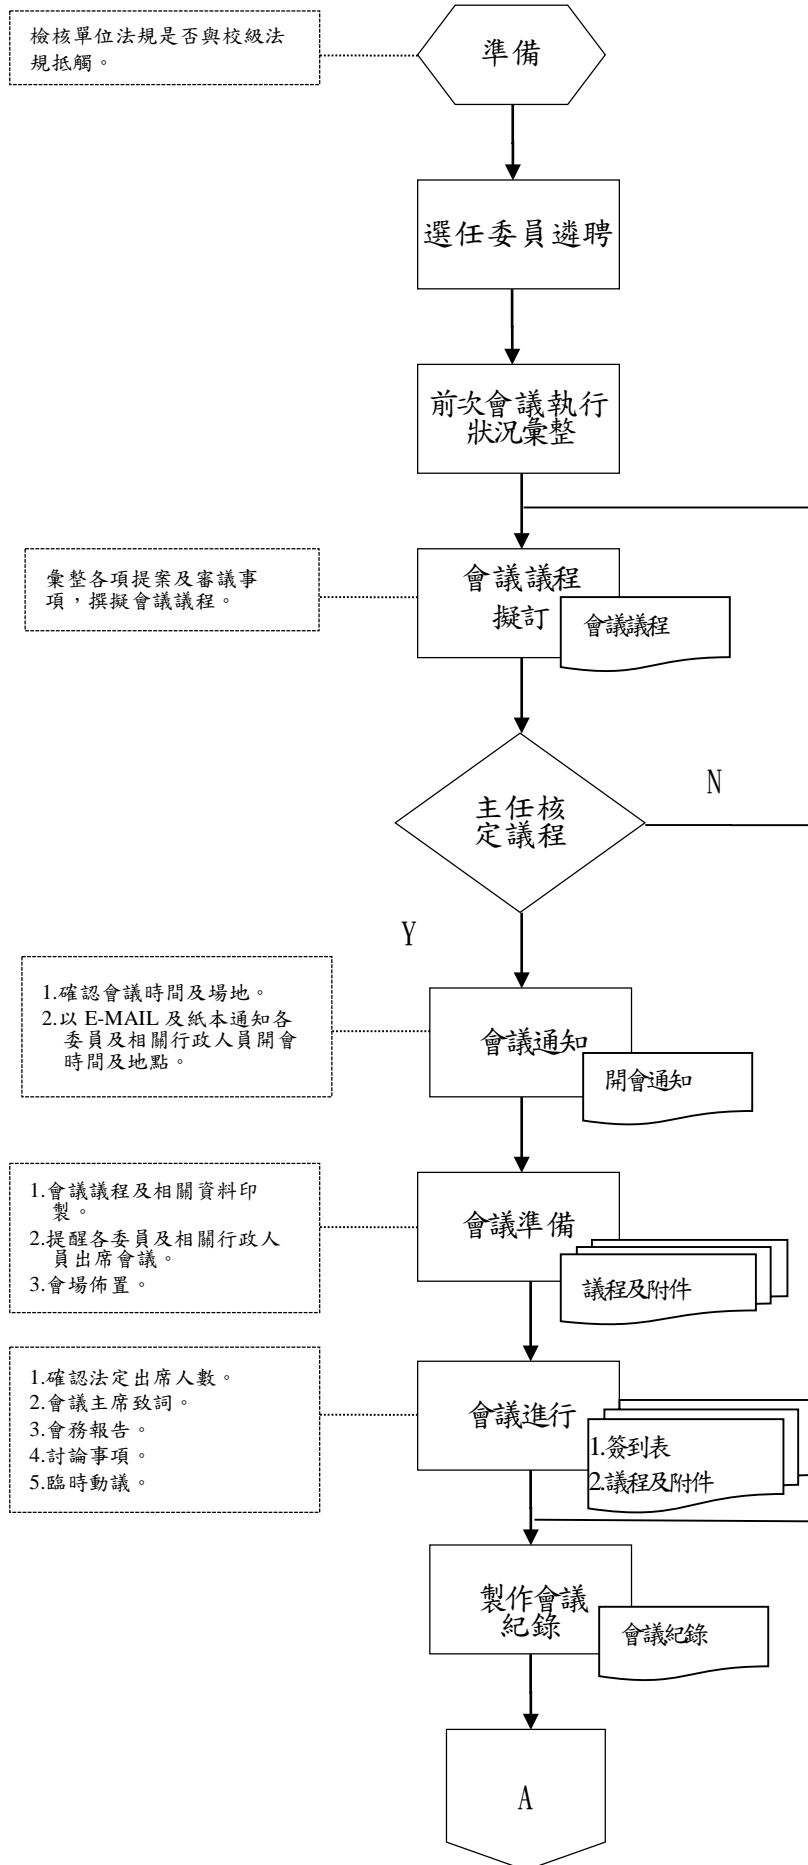 檢核單位法規是否與校級法
規抵觸。
準備
選任委員遴聘
前次會議執行
狀況彙整
彙整各項提案及審議事
項，撰擬會議議程。
會議議程
擬訂
會議議程
主任核
定議程
N
Y
1.確認會議時間及場地。
2.以 E-MAIL 及紙本通知各
委員及相關行政人員開會
時間及地點。
會議通知
開會通知
1.會議議程及相關資料印
製。
2.提醒各委員及相關行政人
員出席會議。
3.會場佈置。
會議準備
議程及附件
1.確認法定出席人數。
2.會議主席致詞。
3.會務報告。
4.討論事項。
5.臨時動議。
會議進行
1.簽到表
2.議程及附件
製作會議
紀錄
會議紀錄
A